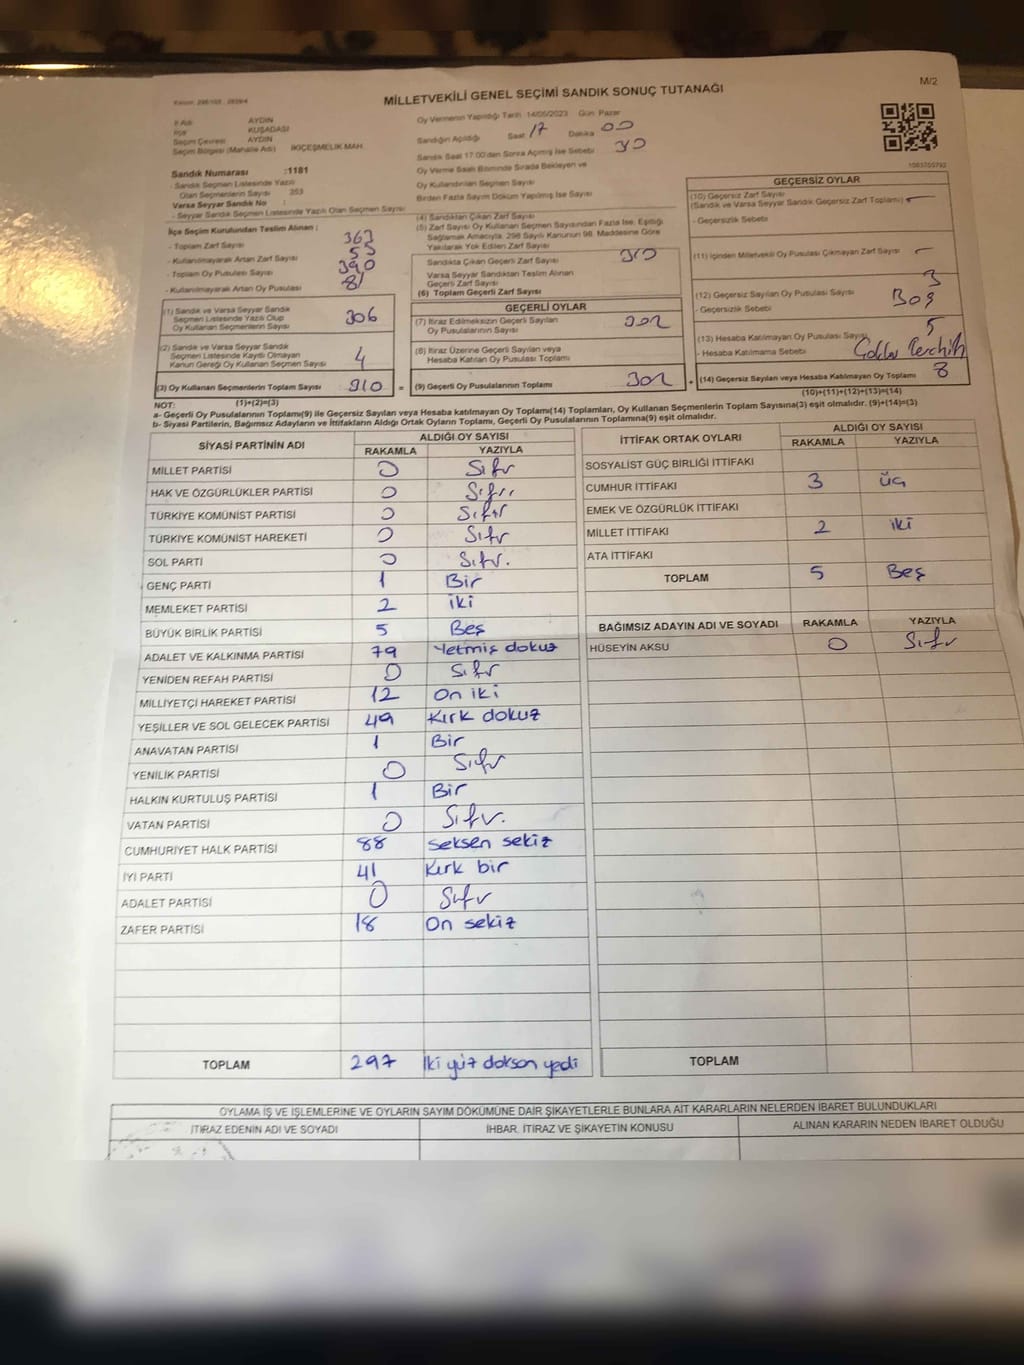 M/2
MİLLETVEKİLİ GENEL SEÇİMİ SANDIK SONUÇ TUTANAĞI
İl Adı AYDIN
İlçe KUŞADASI
Seçim Çevresi AYDIN
Seçim Bölgesi (Mahalle Adı) İKİÇEŞMELİK MAH.
Oy Vermenin Yapıldığı Tarih 14/05/2023 Gün Pazar
Sandığın Açıldığı Saat 17 Dakika 00
Sandık Saat 17:00'dan Sonra Açılmış İse Sebebi
Oy Verme Saati Bitiminde Sırada Bekleyen ve
Oy Kullandırılan Seçmen Sayısı
Birden Fazla Sayım Döküm Yapılmış İse Sayısı
1083705792
Sandık Numarası :1181
- Sandık Seçmen Listesinde Yazılı
Olan Seçmenlerin Sayısı 353
Varsa Seyyar Sandık No :
- Seyyar Sandık Seçmen Listesinde Yazılı Olan Seçmen Sayısı
İlçe Seçim Kurulundan Teslim Alınan :
- Toplam Zarf Sayısı 363
- Kullanılmayarak Artan Zarf Sayısı 53
- Toplam Oy Pusulası Sayısı 390
- Kullanılmayarak Artan Oy Pusulası 81
(1) Sandık ve Varsa Seyyar Sandık
Seçmen Listesinde Yazılı Olup
Oy Kullanan Seçmenlerin Sayısı 306
(2) Sandık ve Varsa Seyyar Sandık
Seçmen Listesinde Kayıtlı Olmayan
Kanun Gereği Oy Kullanan Seçmen Sayısı 4
(3) Oy Kullanan Seçmenlerin Toplam Sayısı 310 =
(1)+(2)=(3)
(4) Sandıktan Çıkan Zarf Sayısı
(5) Zarf Sayısı Oy Kullanan Seçmen Sayısından Fazla İse, Eşitliği
Sağlamak Amacıyla, 298 Sayılı Kanunun 98. Maddesine Göre
Yakılarak Yok Edilen Zarf Sayısı
Sandıkta Çıkan Geçerli Zarf Sayısı 310
Varsa Seyyar Sandıktan Teslim Alınan
Geçerli Zarf Sayısı
(6) Toplam Geçerli Zarf Sayısı
GEÇERLİ OYLAR
(7) İtiraz Edilmeksizin Geçerli Sayılan
Oy Pusulalarının Sayısı 302
(8) İtiraz Üzerine Geçerli Sayılan veya
Hesaba Katılan Oy Pusulası Toplamı
(9) Geçerli Oy Pusulalarının Toplamı 302 +
GEÇERSİZ OYLAR
(10) Geçersiz Zarf Sayısı
(Sandık ve Varsa Seyyar Sandık Geçersiz Zarf Toplamı) -
- Geçersizlik Sebebi
(11) İçinden Milletvekili Oy Pusulası Çıkmayan Zarf Sayısı -
(12) Geçersiz Sayılan Oy Pusulası Sayısı 3
- Geçersizlik Sebebi Boş
(13) Hesaba Katılmayan Oy Pusulası Sayısı 5
- Hesaba Katılmama Sebebi
(14) Geçersiz Sayılan veya Hesaba Katılmayan Oy Toplamı 8
(10)+(11)+(12)+(13)=(14)
NOT:
a- Geçerli Oy Pusulalarının Toplamı(9) ile Geçersiz Sayılan veya Hesaba katılmayan Oy Toplamı(14) Toplamları, Oy Kullanan Seçmenlerin Toplam Sayısına(3) eşit olmalıdır. (9)+(14)=(3)
b- Siyasi Partilerin, Bağımsız Adayların ve İttifakların Aldığı Ortak Oyların Toplamı, Geçerli Oy Pusulalarının Toplamına(9) eşit olmalıdır.
SİYASİ PARTİNİN ADI ALDIĞI OY SAYISI
RAKAMLA YAZIYLA
MİLLET PARTİSİ 0 Sıfır
HAK VE ÖZGÜRLÜKLER PARTİSİ 0 Sıfır
TÜRKİYE KOMÜNİST PARTİSİ 0 Sıfır
TÜRKİYE KOMÜNİST HAREKETİ 0 Sıfır
SOL PARTİ 0 Sıfır.
GENÇ PARTİ 1 Bir
MEMLEKET PARTİSİ 2 iki
BÜYÜK BİRLİK PARTİSİ 5 Beş
ADALET VE KALKINMA PARTİSİ 79 Yetmiş dokuz
YENİDEN REFAH PARTİSİ 0 Sıfır
MİLLİYETÇİ HAREKET PARTİSİ 12 On iki
YEŞİLLER VE SOL GELECEK PARTİSİ 49 Kırk dokuz
ANAVATAN PARTİSİ 1 Bir
YENİLİK PARTİSİ 0 Sıfır
HALKIN KURTULUŞ PARTİSİ 1 Bir
VATAN PARTİSİ 0 Sıfır.
CUMHURİYET HALK PARTİSİ 88 Seksen sekiz
İYİ PARTİ 41 Kırk bir
ADALET PARTİSİ 0 Sıfır
ZAFER PARTİSİ 18 On sekiz
TOPLAM 297 İki yüz doksan yedi
İTTİFAK ORTAK OYLARI ALDIĞI OY SAYISI
RAKAMLA YAZIYLA
SOSYALİST GÜÇ BİRLİĞİ İTTİFAKI
CUMHUR İTTİFAKI 3 üç
EMEK VE ÖZGÜRLÜK İTTİFAKI
MİLLET İTTİFAKI 2 iki
ATA İTTİFAKI
TOPLAM 5 Beş
BAĞIMSIZ ADAYIN ADI VE SOYADI RAKAMLA YAZIYLA
HÜSEYİN AKSU 0 Sıfır
TOPLAM
OYLAMA İŞ VE İŞLEMLERİNE VE OYLARIN SAYIM DÖKÜMÜNE DAİR ŞİKAYETLERLE BUNLARA AİT KARARLARIN NELERDEN İBARET BULUNDUKLARI
İTİRAZ EDENİN ADI VE SOYADI İHBAR, İTİRAZ VE ŞİKAYETİN KONUSU ALINAN KARARIN NEDEN İBARET OLDUĞU